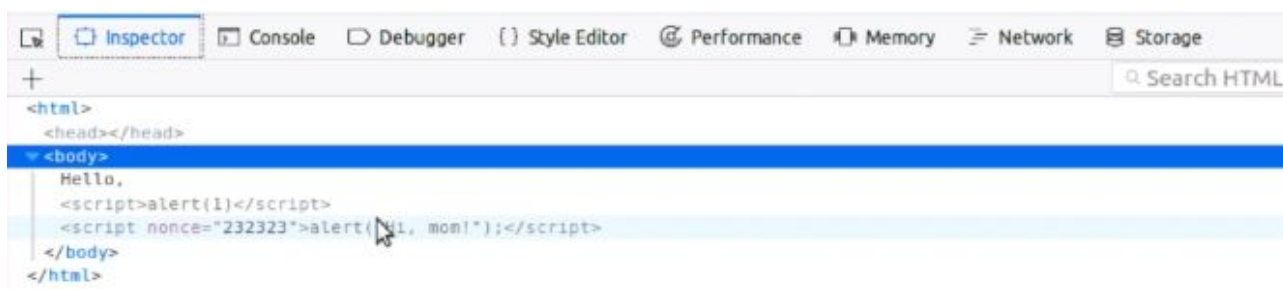 Inspector Console Debugger { } Style Editor Performance Memory Network Storage
+ Search HTML
<html>
<head></head>
<body>
Hello,
<script>alert(1)</script>
<script nonce="232323">alert( Hi, mom!");</script>
</body>
</html>